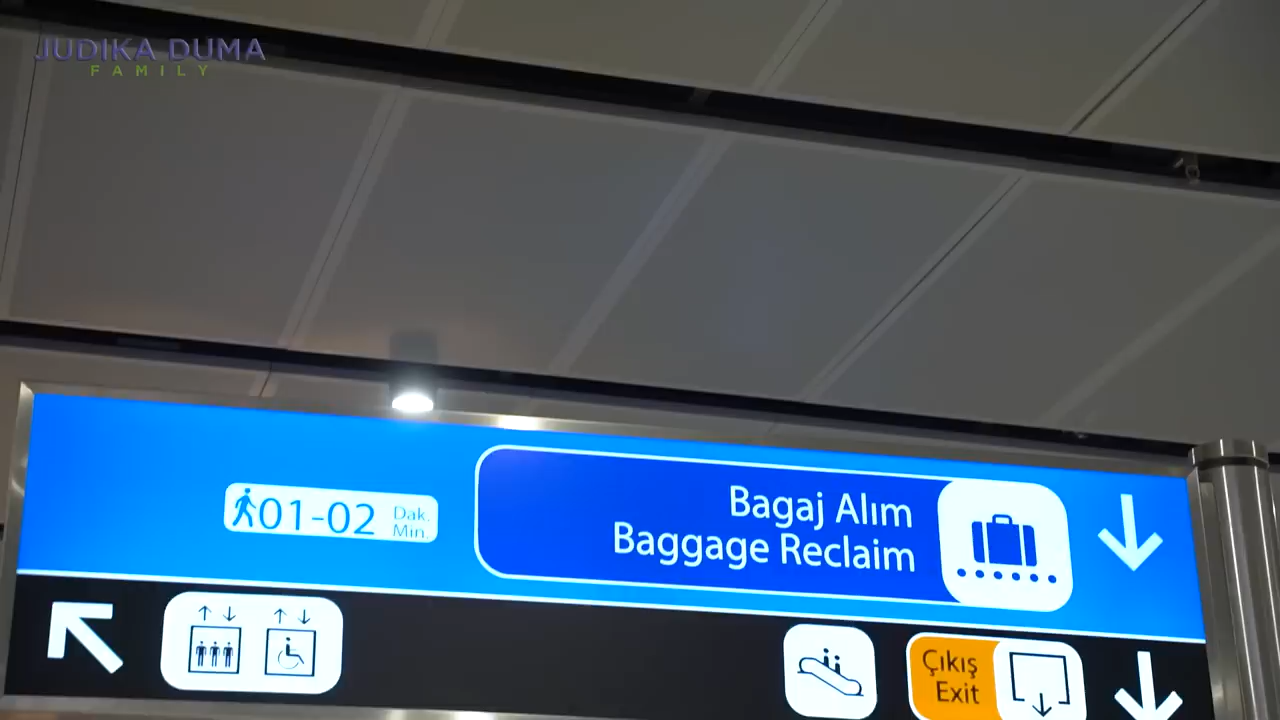 JUDIKA DUMA
FAMILY
01-02 Dak.
Min.
Bagaj Alım
Baggage Reclaim
Çıkış
Exit